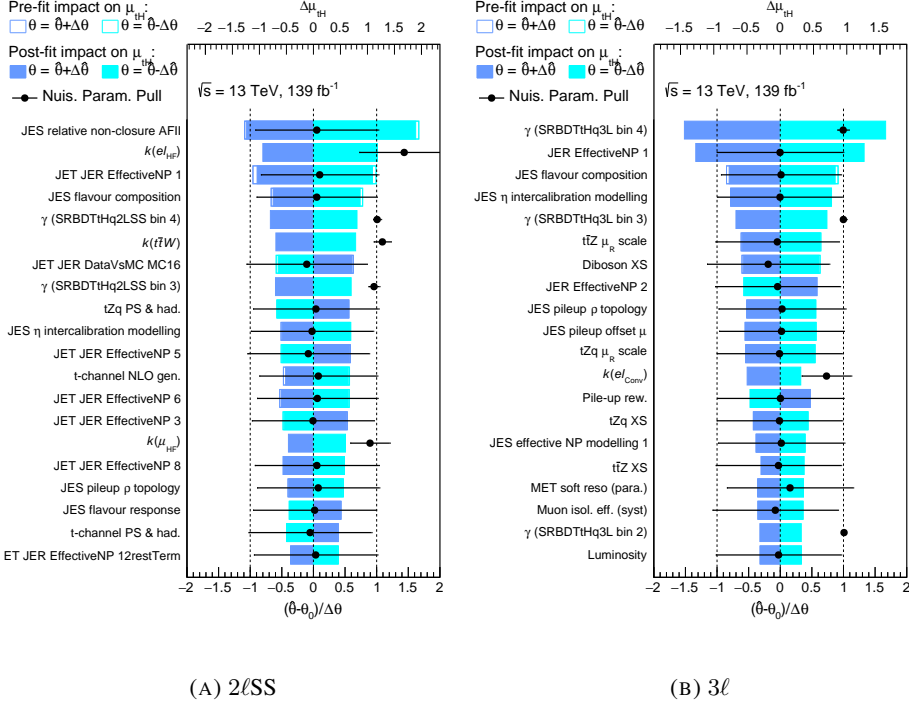 Pre-fit impact on μ_tH:
θ = θ̂+Δθ θ = θ̂-Δθ
Post-fit impact on μ_tH:
θ = θ̂+Δθ̂ θ = θ̂-Δθ̂
Nuis. Param. Pull
Δμ_tH
−2 −1.5 −1 −0.5 0 0.5 1 1.5 2
√s = 13 TeV, 139 fb⁻¹
JES relative non-closure AFII
k(el_HF)
JET JER EffectiveNP 1
JES flavour composition
γ (SRBDTtHq2LSS bin 4)
k(tt̄W)
JET JER DataVsMC MC16
γ (SRBDTtHq2LSS bin 3)
tZq PS & had.
JES η intercalibration modelling
JET JER EffectiveNP 5
t-channel NLO gen.
JET JER EffectiveNP 6
JET JER EffectiveNP 3
k(μ_HF)
JET JER EffectiveNP 8
JES pileup ρ topology
JES flavour response
t-channel PS & had.
ET JER EffectiveNP 12restTerm
−2 −1.5 −1 −0.5 0 0.5 1 1.5 2
(θ̂-θ₀)/Δθ
(A) 2ℓSS
Pre-fit impact on μ_tH:
θ = θ̂+Δθ θ = θ̂-Δθ
Post-fit impact on μ_tH:
θ = θ̂+Δθ̂ θ = θ̂-Δθ̂
Nuis. Param. Pull
Δμ_tH
−1.5 −1 −0.5 0 0.5 1 1.5
√s = 13 TeV, 139 fb⁻¹
γ (SRBDTtHq3L bin 4)
JER EffectiveNP 1
JES flavour composition
JES η intercalibration modelling
γ (SRBDTtHq3L bin 3)
tt̄Z μ_R scale
Diboson XS
JER EffectiveNP 2
JES pileup ρ topology
JES pileup offset μ
tZq μ_R scale
k(el_Conv)
Pile-up rew.
tZq XS
JES effective NP modelling 1
tt̄Z XS
MET soft reso (para.)
Muon isol. eff. (syst)
γ (SRBDTtHq3L bin 2)
Luminosity
−2 −1.5 −1 −0.5 0 0.5 1 1.5 2
(θ̂-θ₀)/Δθ
(B) 3ℓ